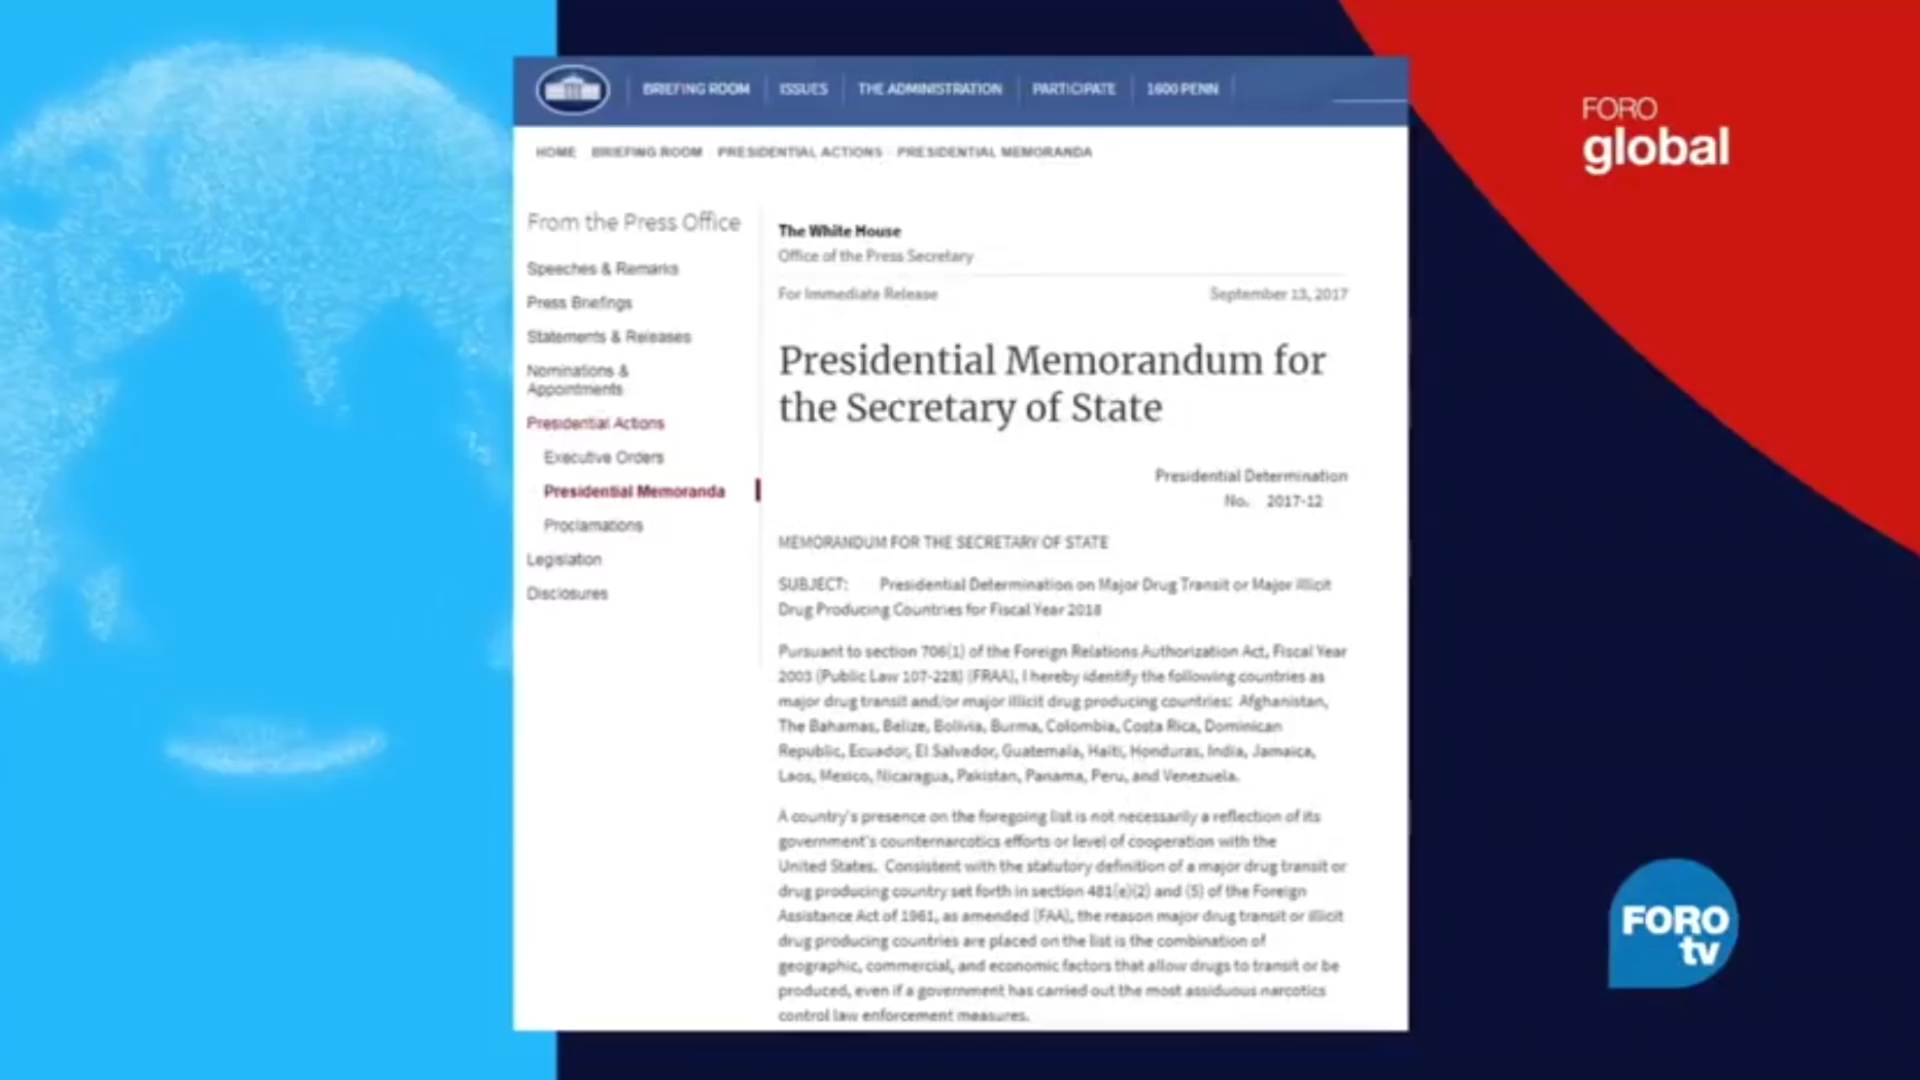 BRIEFING ROOM ISSUES THE ADMINISTRATION PARTICIPATE 1600 PENN
HOME BRIEFING ROOM PRESIDENTIAL ACTIONS PRESIDENTIAL MEMORANDA
From the Press Office
Speeches & Remarks
Press Briefings
Statements & Releases
Nominations &
Appointments
Presidential Actions
Executive Orders
Presidential Memoranda
Proclamations
Legislation
Disclosures
The White House
Office of the Press Secretary
For Immediate Release September 13, 2017
Presidential Memorandum for
the Secretary of State
Presidential Determination
No. 2017-12
MEMORANDUM FOR THE SECRETARY OF STATE
SUBJECT: Presidential Determination on Major Drug Transit or Major Illicit
Drug Producing Countries for Fiscal Year 2018
Pursuant to section 706(1) of the Foreign Relations Authorization Act, Fiscal Year
2003 (Public Law 107-228) (FRAA), I hereby identify the following countries as
major drug transit and/or major illicit drug producing countries: Afghanistan,
The Bahamas, Belize, Bolivia, Burma, Colombia, Costa Rica, Dominican
Republic, Ecuador, El Salvador, Guatemala, Haiti, Honduras, India, Jamaica,
Laos, Mexico, Nicaragua, Pakistan, Panama, Peru, and Venezuela.
A country's presence on the foregoing list is not necessarily a reflection of its
government's counternarcotics efforts or level of cooperation with the
United States. Consistent with the statutory definition of a major drug transit or
drug producing country set forth in section 481(e)(2) and (5) of the Foreign
Assistance Act of 1961, as amended (FAA), the reason major drug transit or illicit
drug producing countries are placed on the list is the combination of
geographic, commercial, and economic factors that allow drugs to transit or be
produced, even if a government has carried out the most assiduous narcotics
control law enforcement measures.
FORO
global
FORO
tv